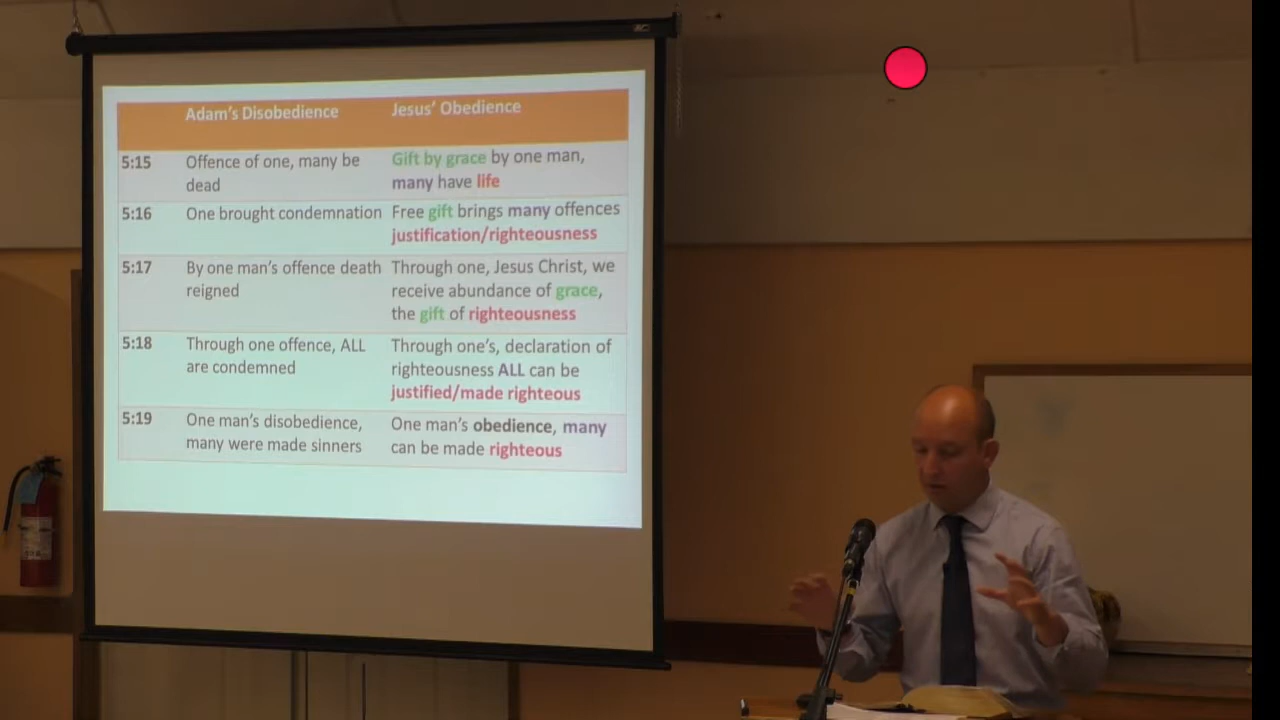 Adam's Disobedience Jesus' Obedience
5:15 Offence of one, many be dead Gift by grace by one man, many have life
5:16 One brought condemnation Free gift brings many offences justification/righteousness
5:17 By one man's offence death reigned Through one, Jesus Christ, we receive abundance of grace, the gift of righteousness
5:18 Through one offence, ALL are condemned Through one's, declaration of righteousness ALL can be justified/made righteous
5:19 One man's disobedience, many were made sinners One man's obedience, many can be made righteous